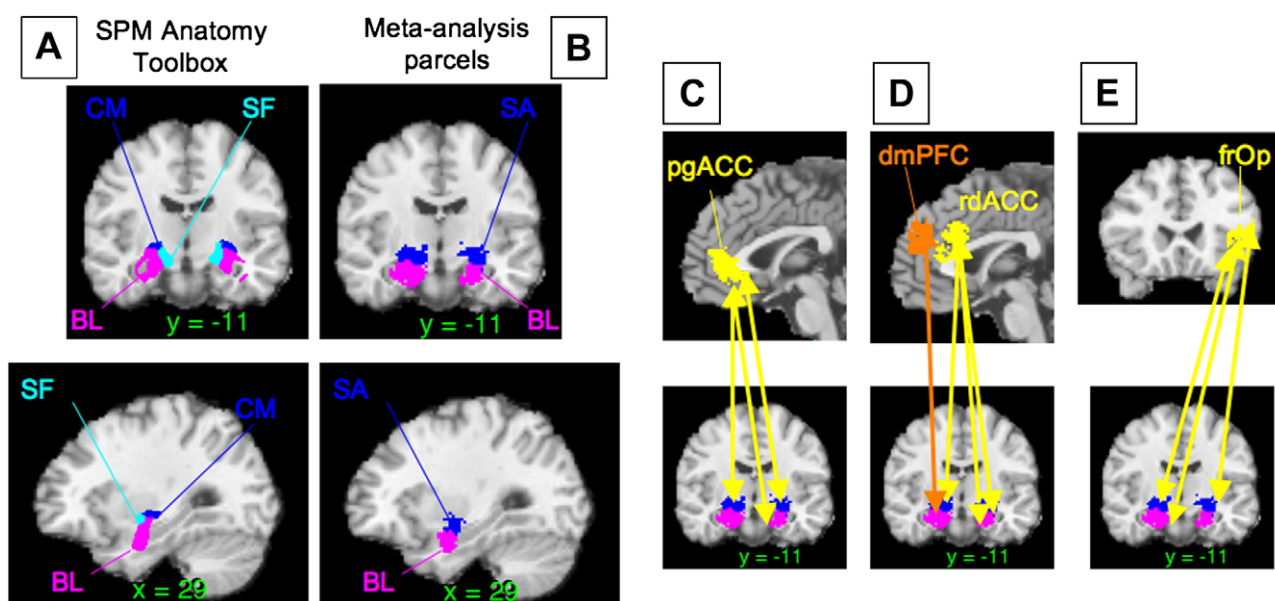 A
SPM Anatomy
Toolbox
Meta-analysis
parcels
B
CM
SF
BL
y = -11
SA
BL
y = -11
SF
CM
BL
x = 29
SA
BL
x = 29
C
pgACC
y = -11
D
dmPFC
rdACC
y = -11
E
frOp
y = -11